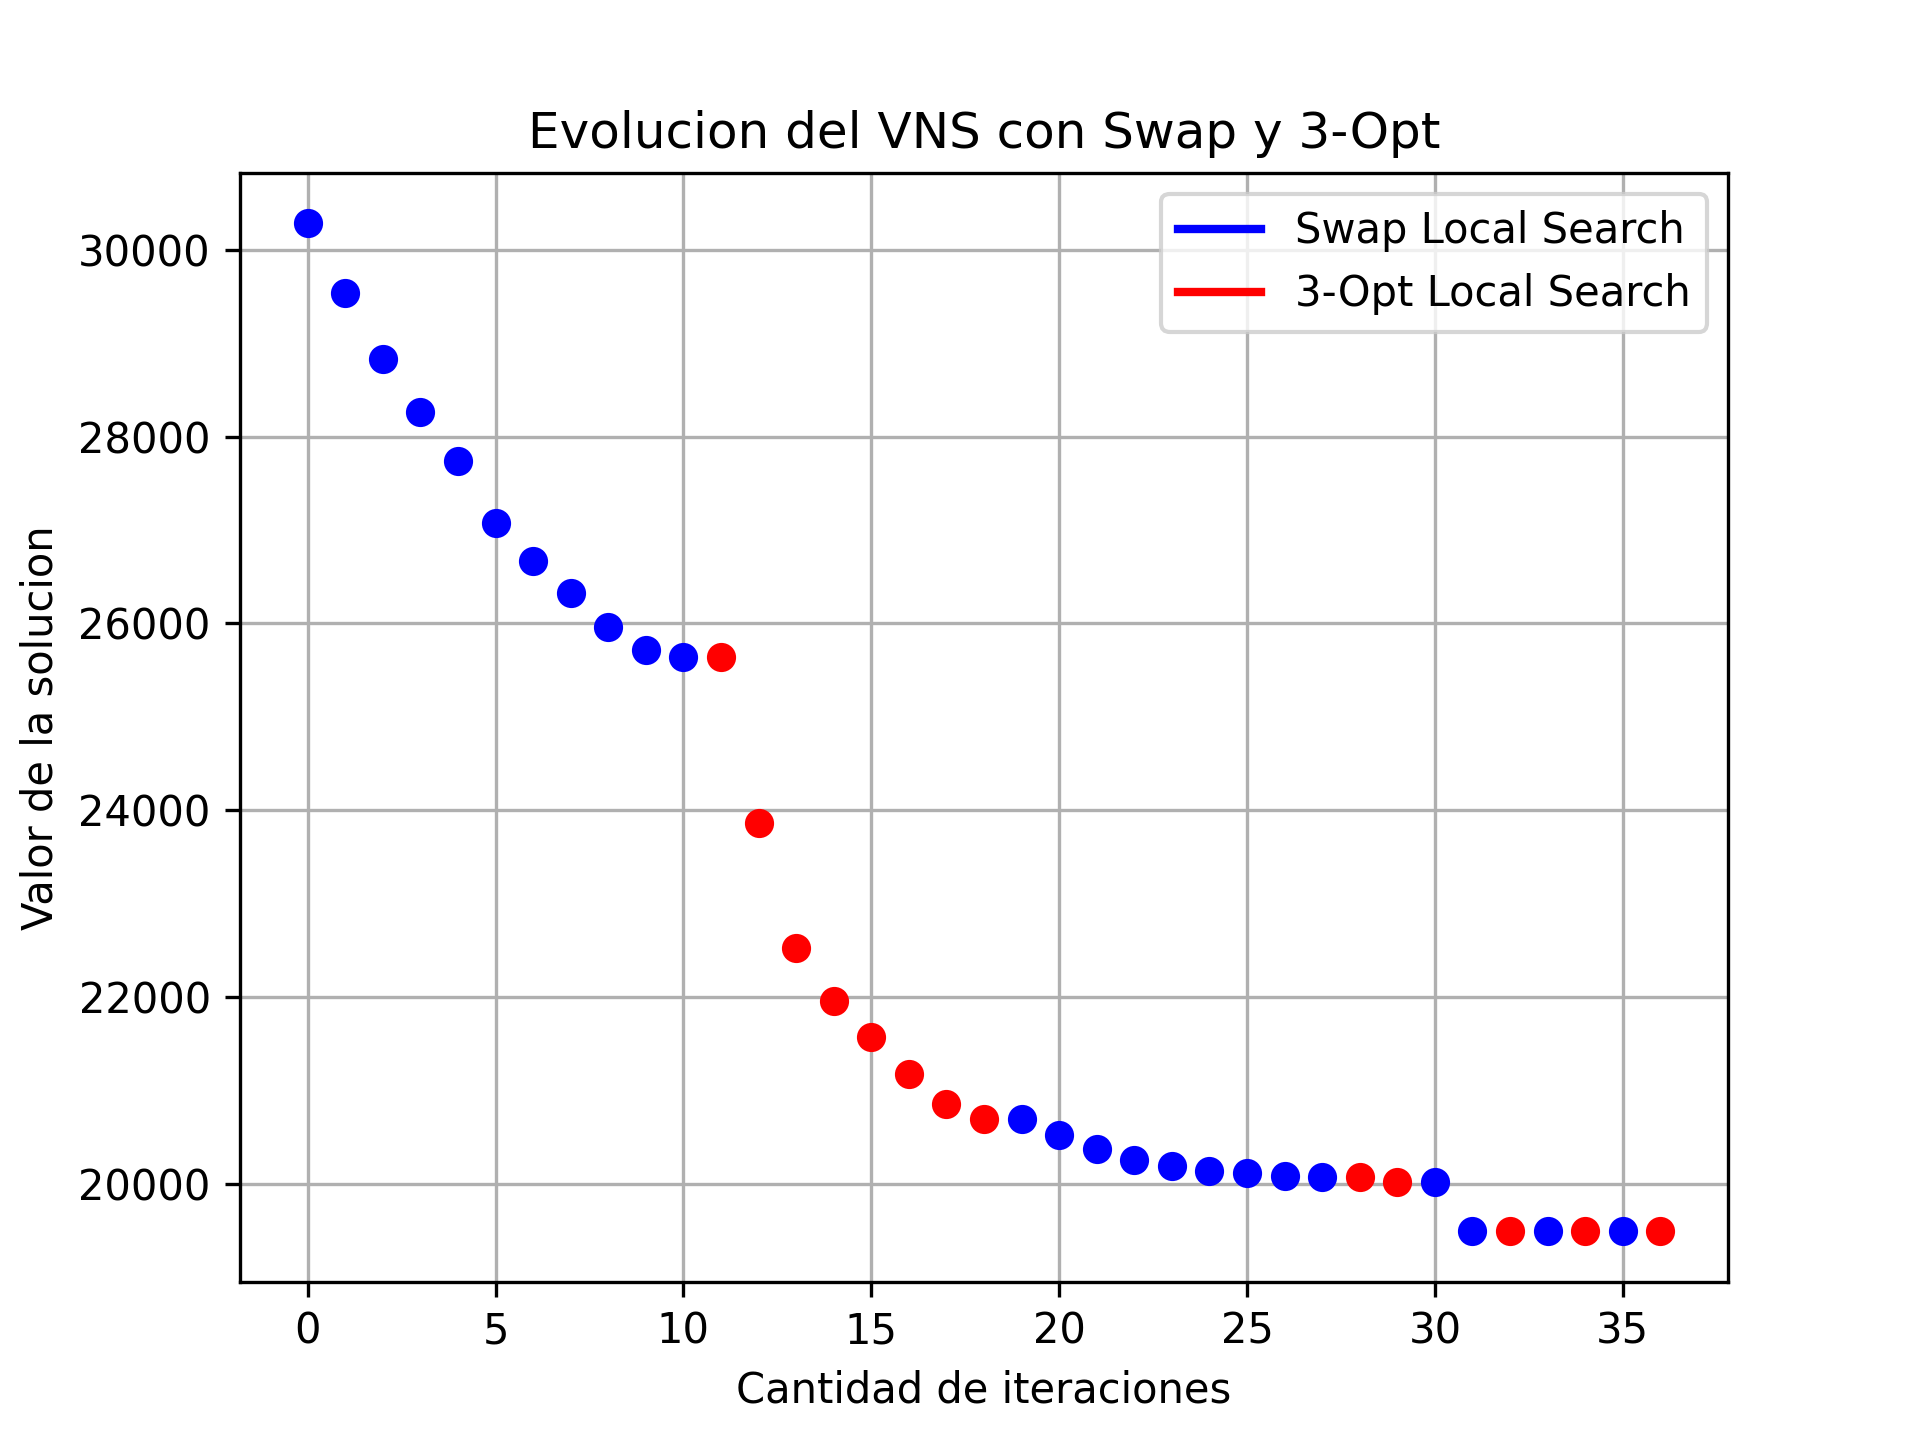 Evolucion del VNS con Swap y 3-Opt
Swap Local Search
3-Opt Local Search
Valor de la solucion
30000
28000
26000
24000
22000
20000
0 5 10 15 20 25 30 35
Cantidad de iteraciones